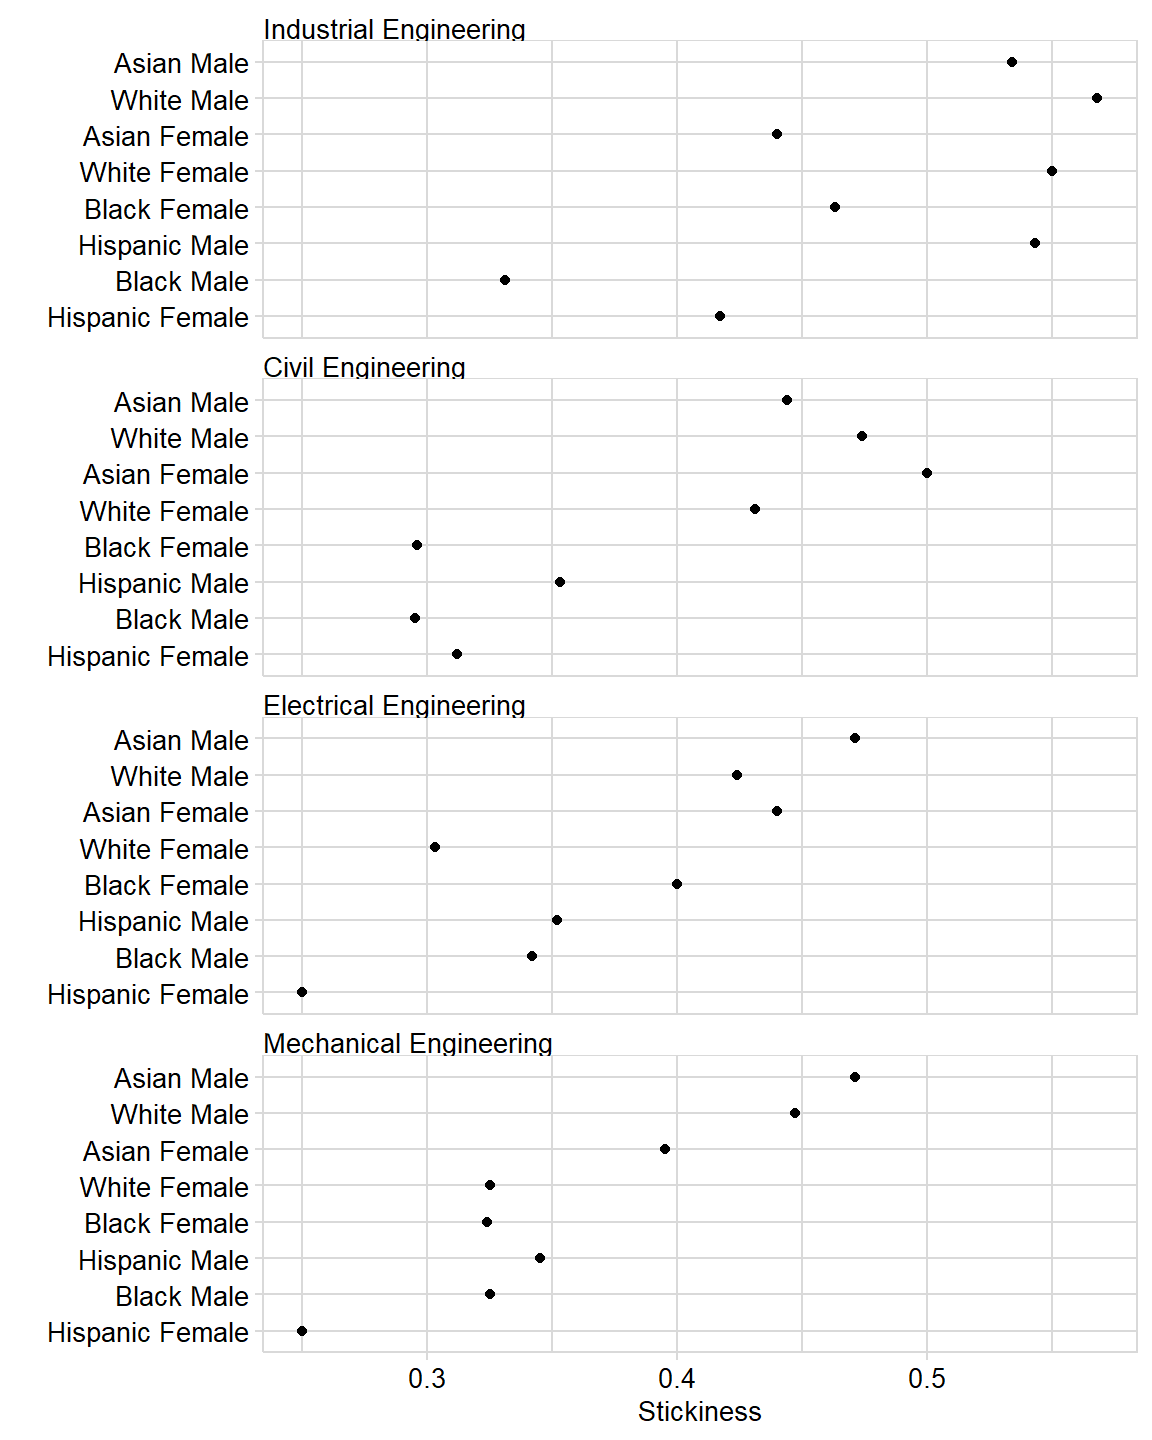 Industrial Engineering
Asian Male
White Male
Asian Female
White Female
Black Female
Hispanic Male
Black Male
Hispanic Female
Civil Engineering
Asian Male
White Male
Asian Female
White Female
Black Female
Hispanic Male
Black Male
Hispanic Female
Electrical Engineering
Asian Male
White Male
Asian Female
White Female
Black Female
Hispanic Male
Black Male
Hispanic Female
Mechanical Engineering
Asian Male
White Male
Asian Female
White Female
Black Female
Hispanic Male
Black Male
Hispanic Female
0.3 0.4 0.5
Stickiness